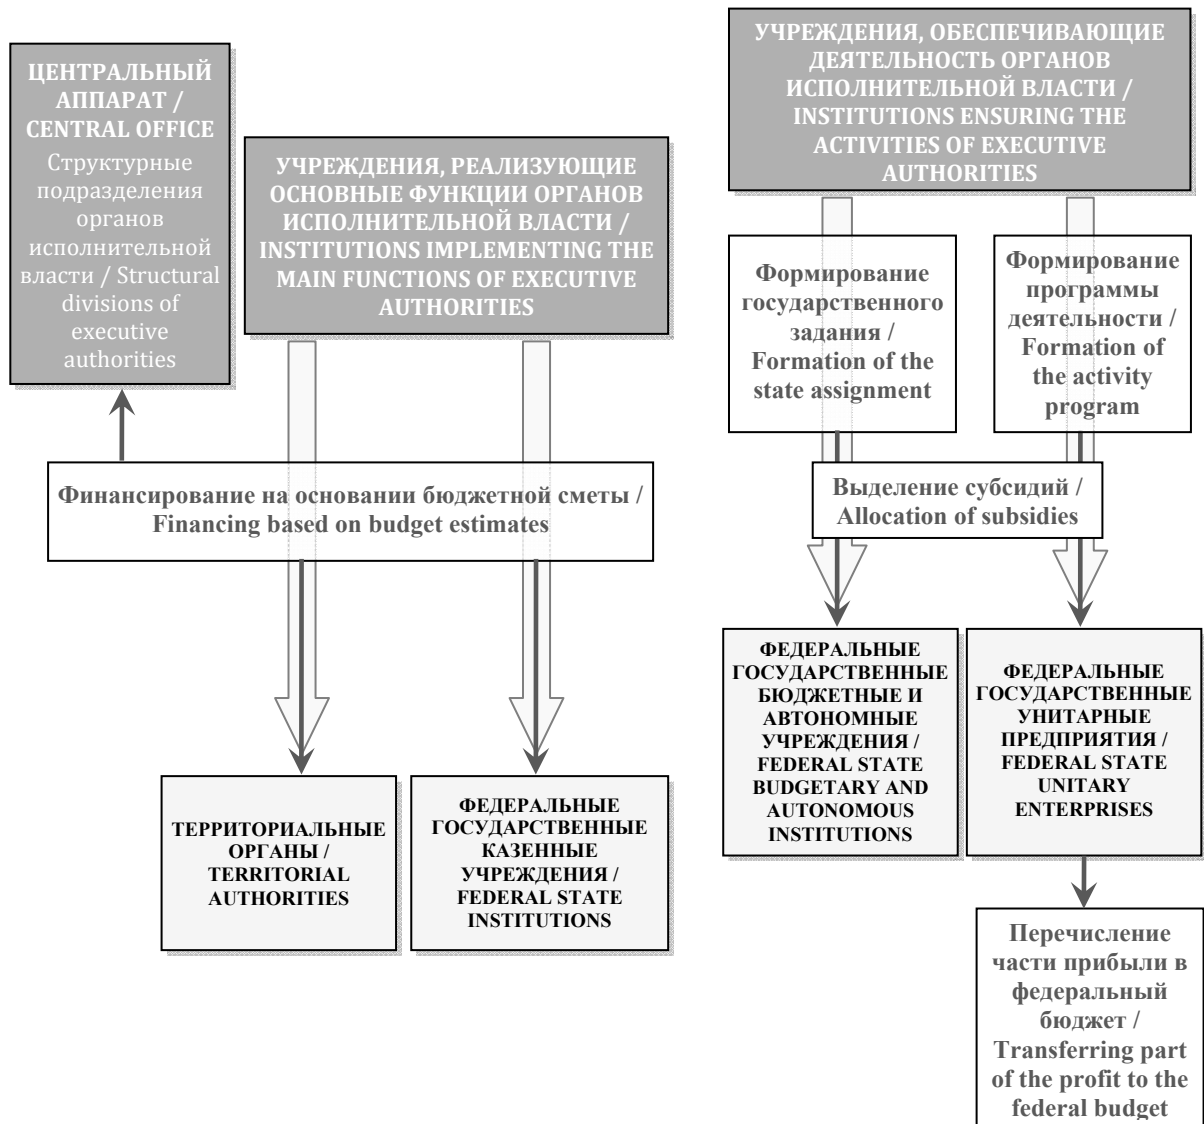 ЦЕНТРАЛЬНЫЙ
АППАРАТ /
CENTRAL OFFICE
Структурные
подразделения
органов
исполнительной
власти / Structural
divisions of
executive
authorities
УЧРЕЖДЕНИЯ, РЕАЛИЗУЮЩИЕ
ОСНОВНЫЕ ФУНКЦИИ ОРГАНОВ
ИСПОЛНИТЕЛЬНОЙ ВЛАСТИ /
INSTITUTIONS IMPLEMENTING THE
MAIN FUNCTIONS OF EXECUTIVE
AUTHORITIES
УЧРЕЖДЕНИЯ, ОБЕСПЕЧИВАЮЩИЕ
ДЕЯТЕЛЬНОСТЬ ОРГАНОВ
ИСПОЛНИТЕЛЬНОЙ ВЛАСТИ /
INSTITUTIONS ENSURING THE
ACTIVITIES OF EXECUTIVE
AUTHORITIES
Формирование
государственного
задания /
Formation of the
state assignment
Формирование
программы
деятельности /
Formation of
the activity
program
Финансирование на основании бюджетной сметы /
Financing based on budget estimates
Выделение субсидий /
Allocation of subsidies
ТЕРРИТОРИАЛЬНЫЕ
ОРГАНЫ /
TERRITORIAL
AUTHORITIES
ФЕДЕРАЛЬНЫЕ
ГОСУДАРСТВЕННЫЕ
КАЗЕННЫЕ
УЧРЕЖДЕНИЯ /
FEDERAL STATE
INSTITUTIONS
ФЕДЕРАЛЬНЫЕ
ГОСУДАРСТВЕННЫЕ
БЮДЖЕТНЫЕ И
АВТОНОМНЫЕ
УЧРЕЖДЕНИЯ /
FEDERAL STATE
BUDGETARY AND
AUTONOMOUS
INSTITUTIONS
ФЕДЕРАЛЬНЫЕ
ГОСУДАРСТВЕННЫЕ
УНИТАРНЫЕ
ПРЕДПРИЯТИЯ /
FEDERAL STATE
UNITARY
ENTERPRISES
Перечисление
части прибыли в
федеральный
бюджет /
Transferring part
of the profit to the
federal budget